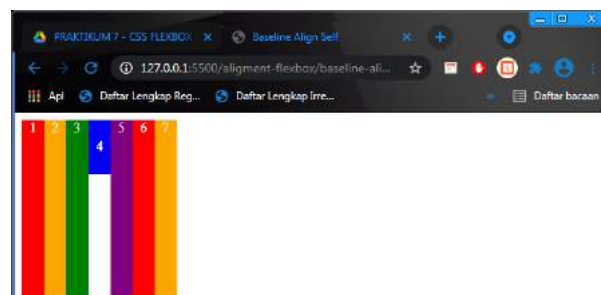 PRAKTIKUM 7 - CSS FLEXBOX
Baseline Align Self
127.0.0.1:5500/aligment-flexbox/baseline-ali...
Apl
Daftar Lengkap Reg...
Daftar Lengkap Irre...
Daftar bacaan
1 2 3 4 5 6 7